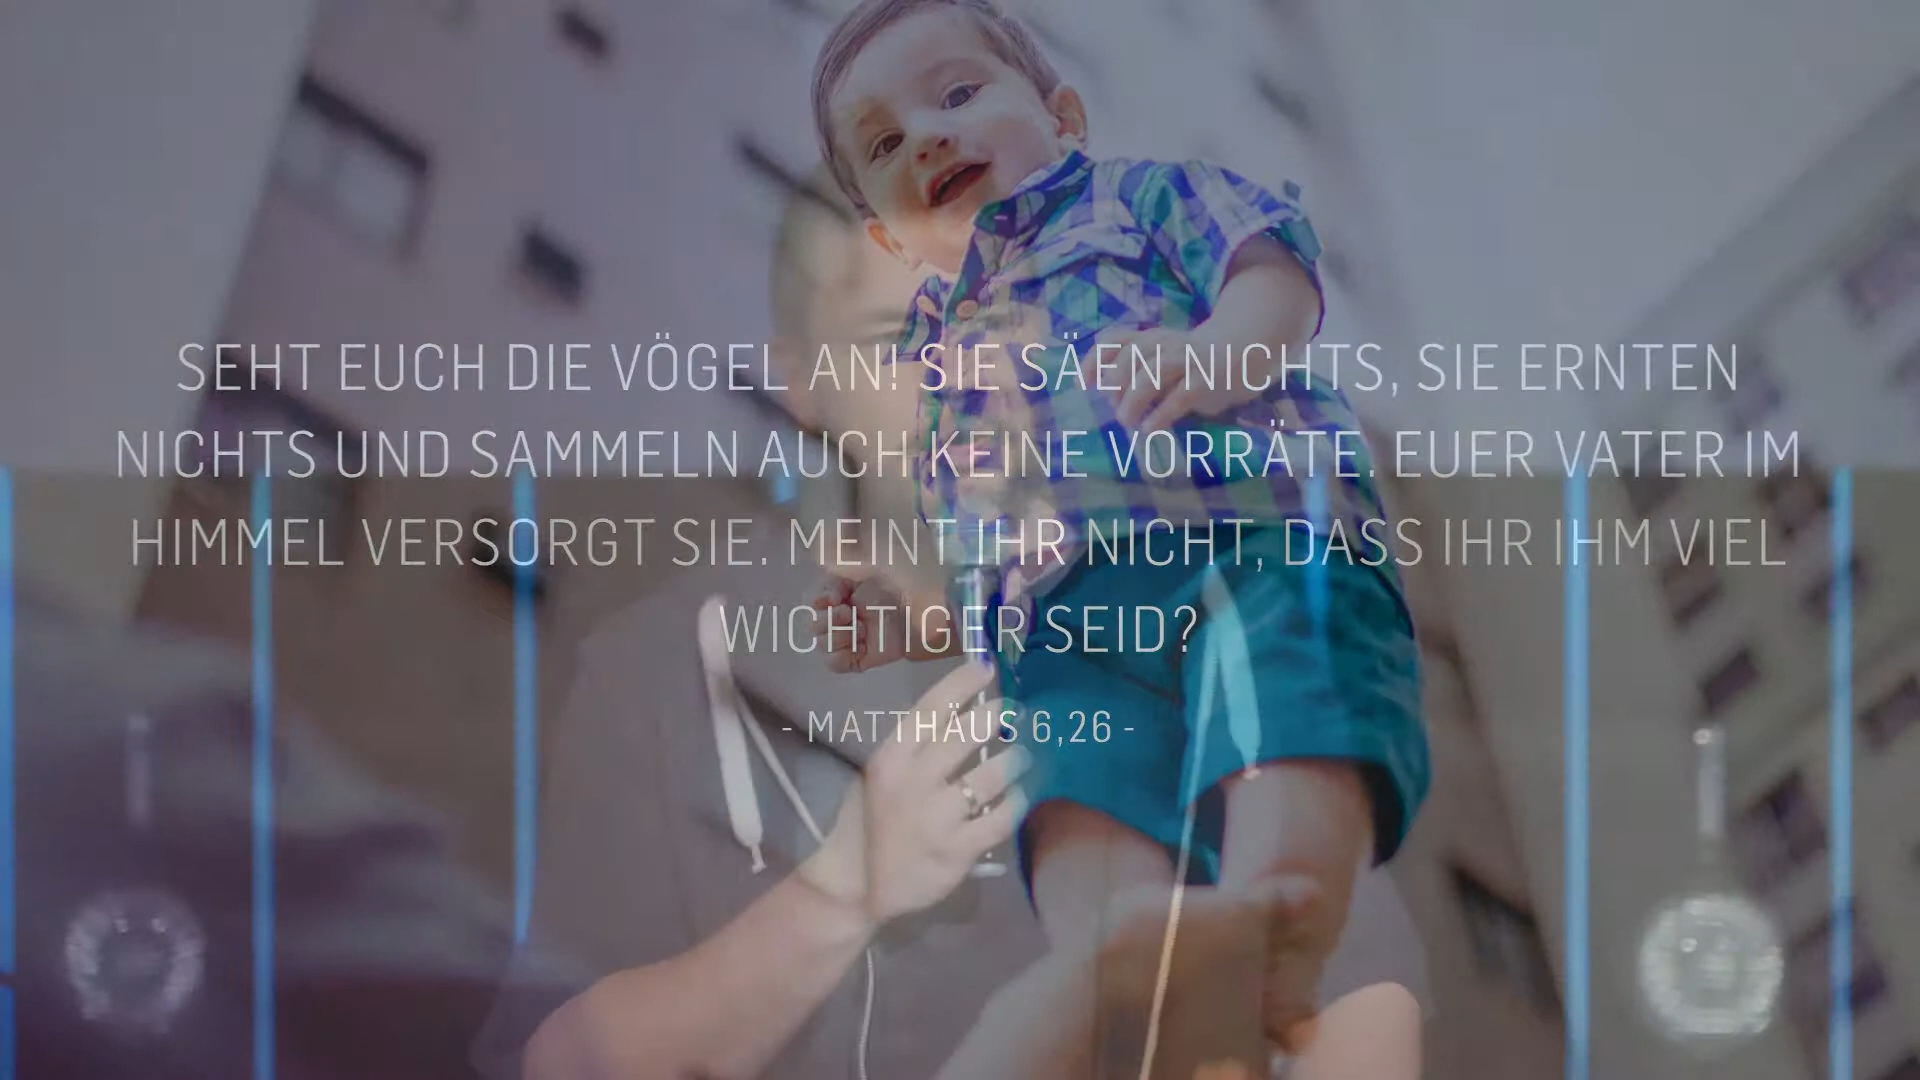 SEHT EUCH DIE VÖGEL AN! SIE SÄEN NICHTS, SIE ERNTEN
NICHTS UND SAMMELN AUCH KEINE VORRÄTE. EUER VATER IM
HIMMEL VERSORGT SIE. MEINT IHR NICHT, DASS IHR IHM VIEL
WICHTIGER SEID?
- MATTHÄUS 6,26 -